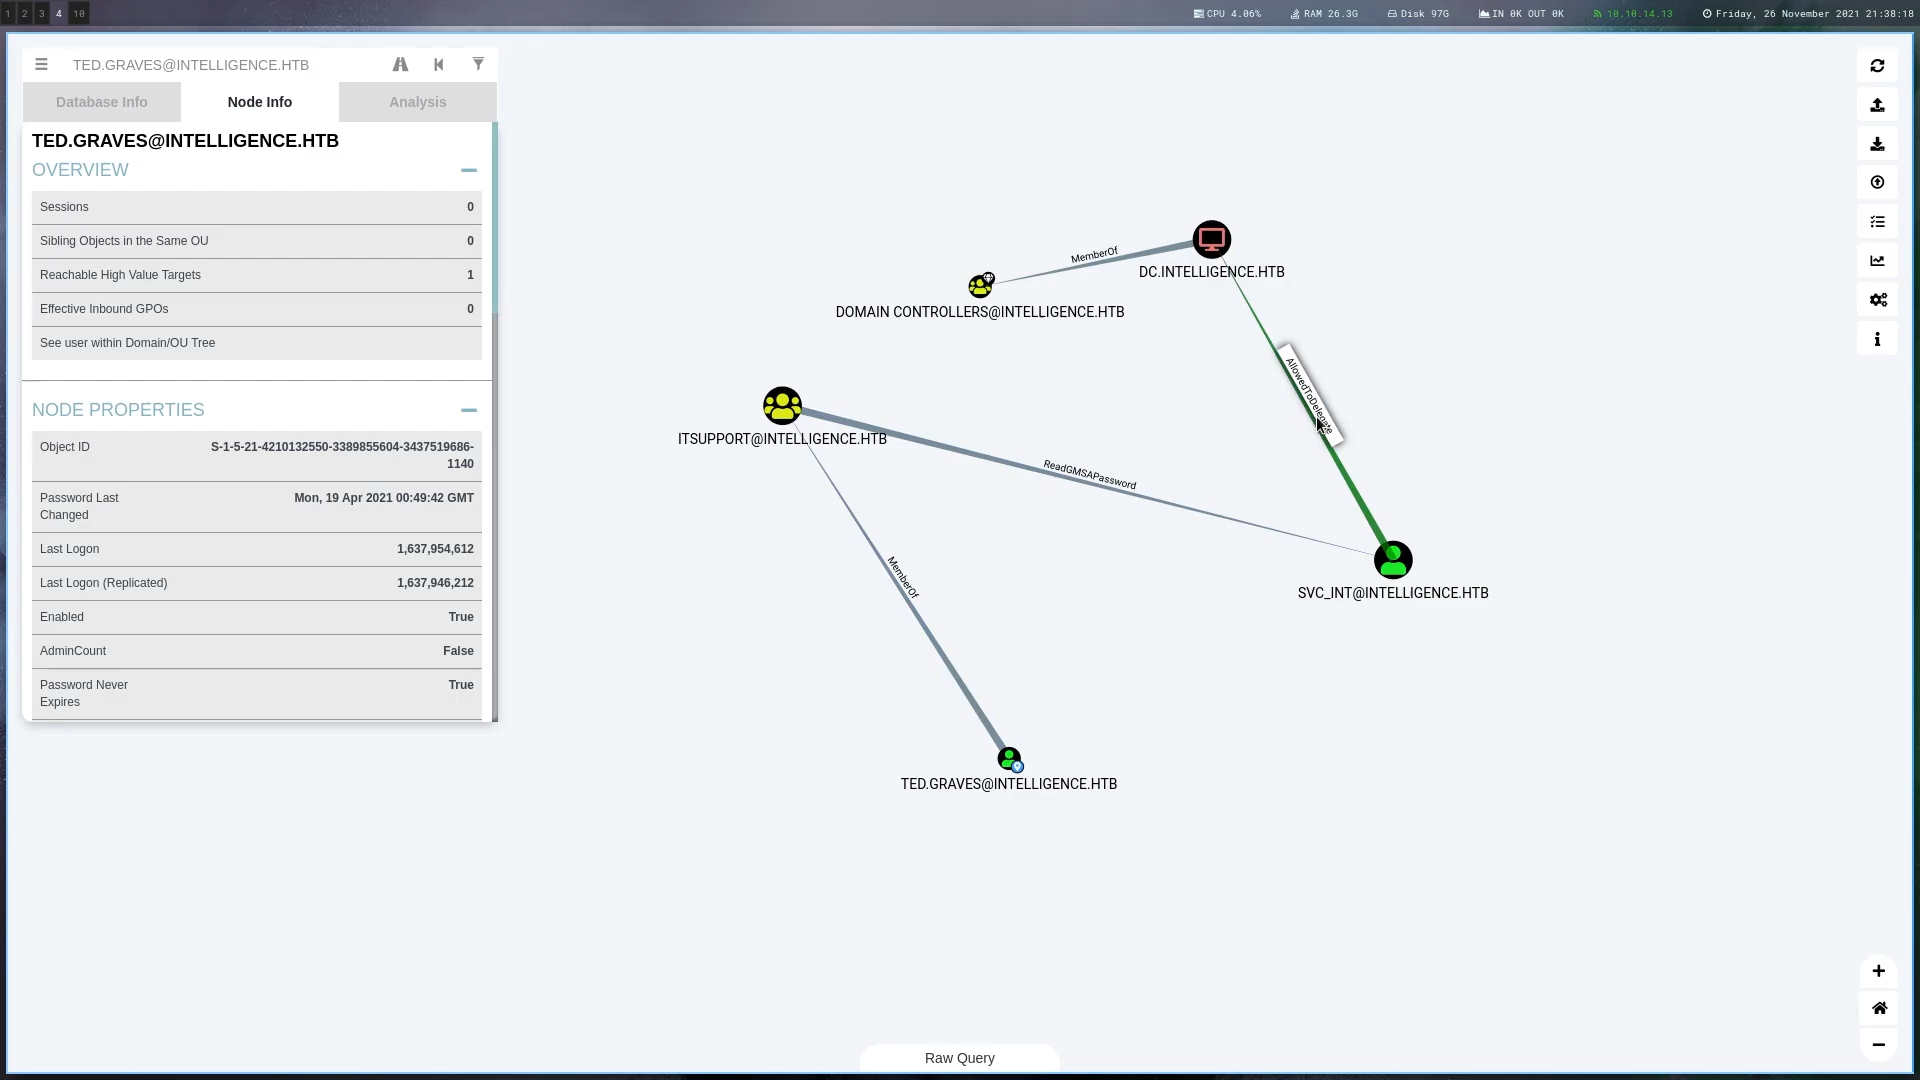 1 2 3 4 10
CPU 4.06% RAM 26.3G Disk 97G IN 0K OUT 0K 10.10.14.13 Friday, 26 November 2021 21:38:18
TED.GRAVES@INTELLIGENCE.HTB
Database Info Node Info Analysis
TED.GRAVES@INTELLIGENCE.HTB
OVERVIEW
Sessions 0
Sibling Objects in the Same OU 0
Reachable High Value Targets 1
Effective Inbound GPOs 0
See user within Domain/OU Tree
NODE PROPERTIES
Object ID S-1-5-21-4210132550-3389855604-3437519686-
1140
Password Last Mon, 19 Apr 2021 00:49:42 GMT
Changed
Last Logon 1,637,954,612
Last Logon (Replicated) 1,637,946,212
Enabled True
AdminCount False
Password Never True
Expires
MemberOf
DC.INTELLIGENCE.HTB
DOMAIN CONTROLLERS@INTELLIGENCE.HTB
AllowedToDelegate
ITSUPPORT@INTELLIGENCE.HTB
ReadGMSAPassword
MemberOf
SVC_INT@INTELLIGENCE.HTB
TED.GRAVES@INTELLIGENCE.HTB
Raw Query